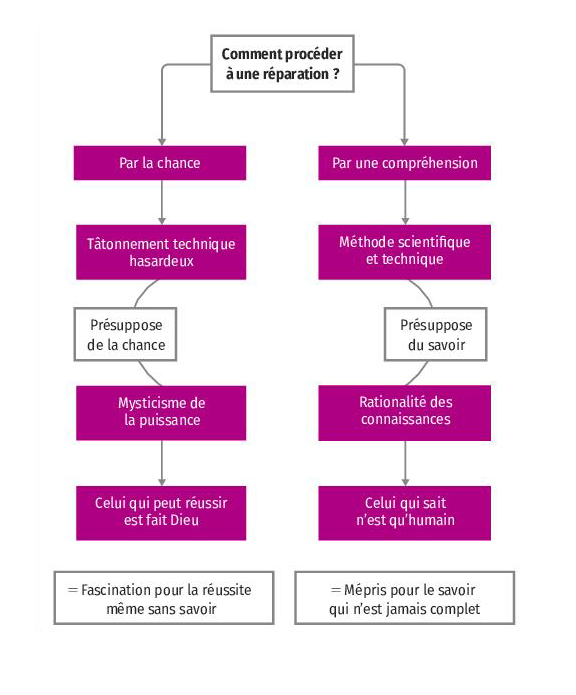 Comment procéder
à une réparation ?
Par la chance
Par une compréhension
Tâtonnement technique
hasardeux
Méthode scientifique
et technique
Présuppose
de la chance
Présuppose
du savoir
Mysticisme de
la puissance
Rationalité des
connaissances
Celui qui peut réussir
est fait Dieu
Celui qui sait
n’est qu’humain
= Fascination pour la réussite
même sans savoir
= Mépris pour le savoir
qui n’est jamais complet